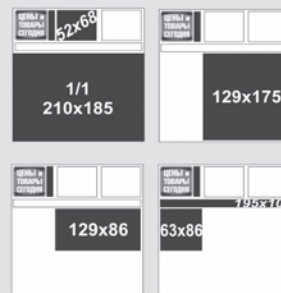 ЦЕНЫ и
ТОВАРЫ
СЕГОДНЯ
52x68
1/1
210x185
ЦЕНЫ и
ТОВАРЫ
СЕГОДНЯ
129x175
ЦЕНЫ и
ТОВАРЫ
СЕГОДНЯ
129x86
ЦЕНЫ и
ТОВАРЫ
СЕГОДНЯ
195x10
63x86